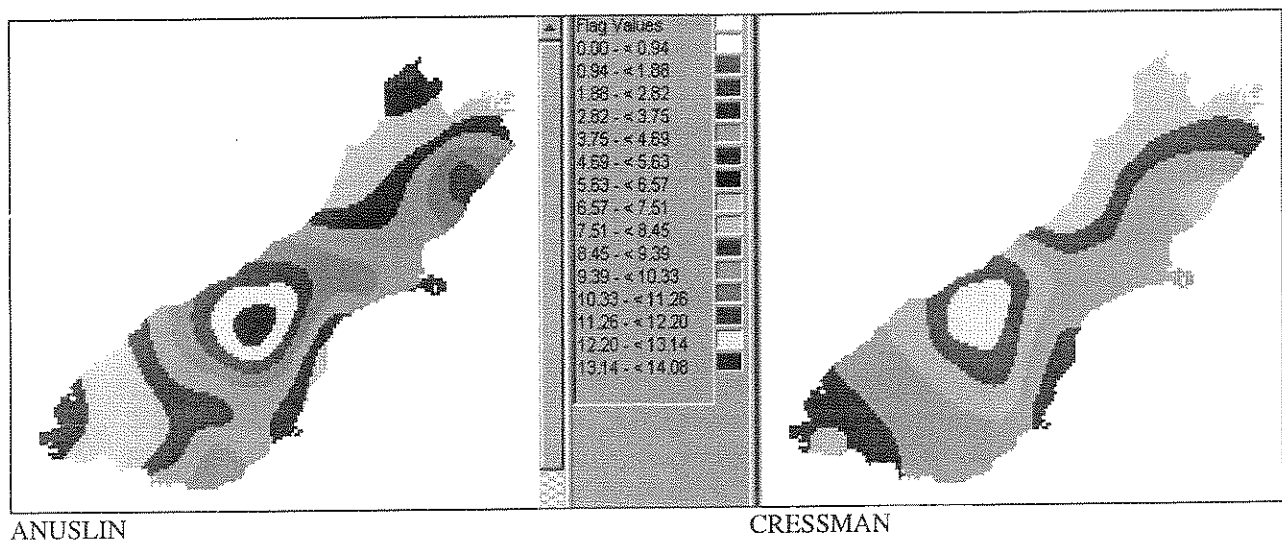 Flag Values
0.00 - < 0.94
0.94 - < 1.88
1.88 - < 2.82
2.82 - < 3.75
3.75 - < 4.69
4.69 - < 5.63
5.63 - < 6.57
6.57 - < 7.51
7.51 - < 8.45
8.45 - < 9.39
9.39 - < 10.33
10.33 - < 11.26
11.26 - < 12.20
12.20 - < 13.14
13.14 - < 14.08
ANUSLIN
CRESSMAN